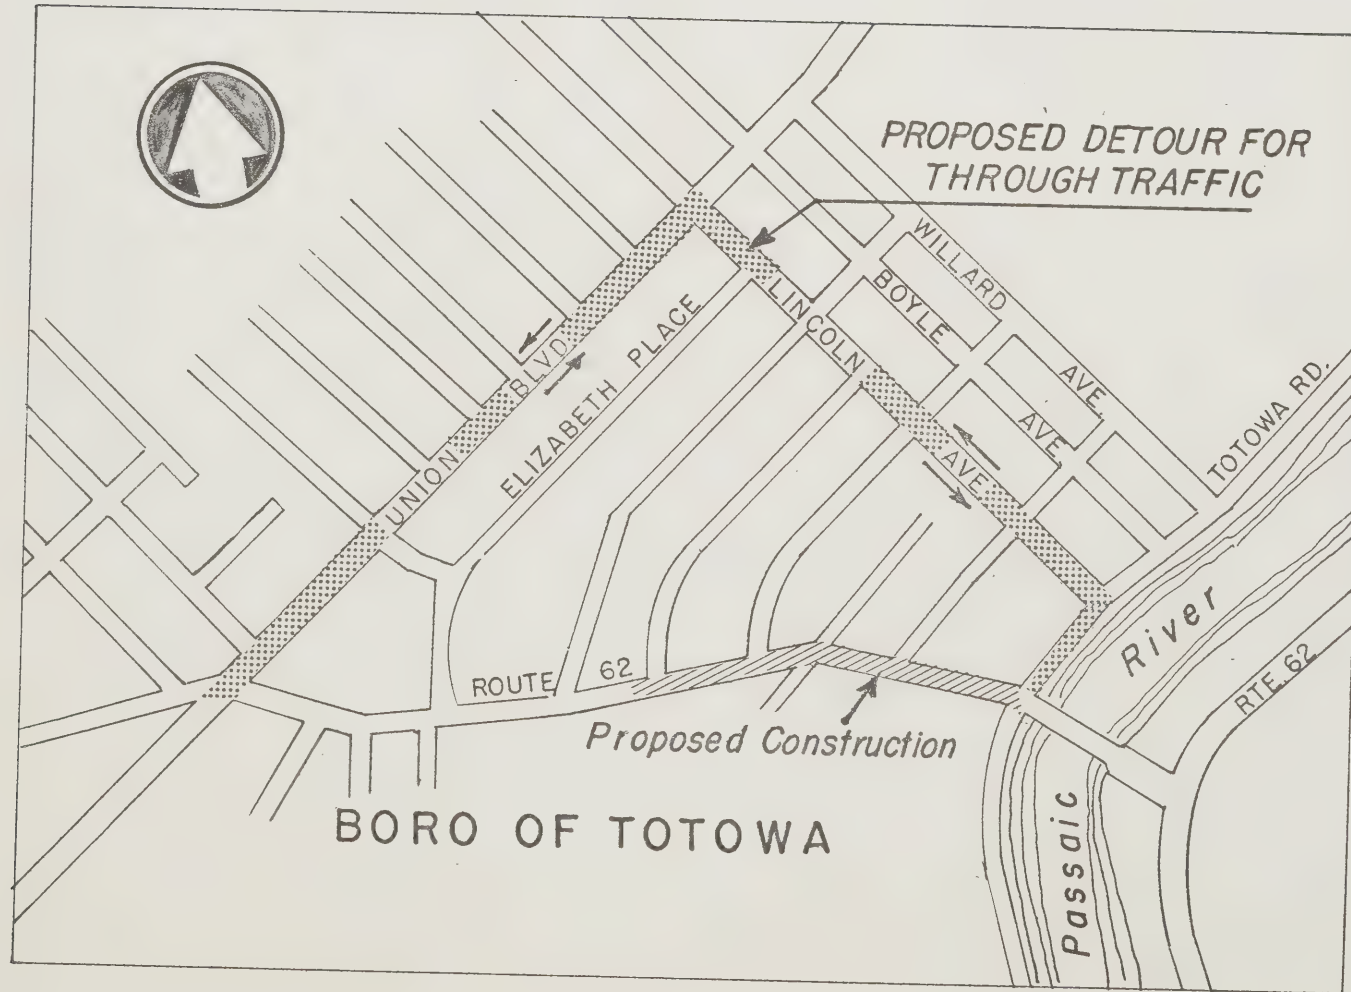 PROPOSED DETOUR FOR
THROUGH TRAFFIC
WILLARD AVE.
BOYLE AVE.
LINCOLN AVE.
UNION BLVD.
ELIZABETH PLACE
TOTOWA RD.
River
RTE. 62
ROUTE 62
Proposed Construction
BORO OF TOTOWA
Passaic